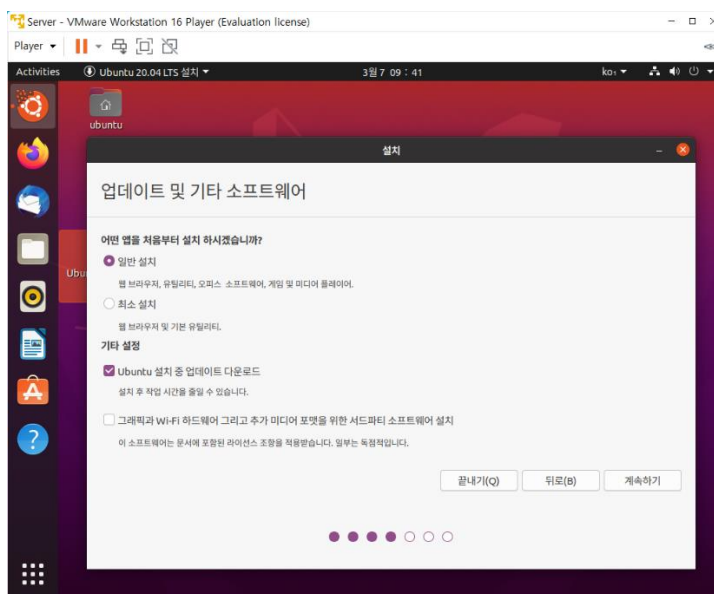 Server - VMware Workstation 16 Player (Evaluation license)
Player
Activities
Ubuntu 20.04 LTS 설치
3월 7 09 : 41
ko₁
ubuntu
설치
업데이트 및 기타 소프트웨어
어떤 앱을 처음부터 설치 하시겠습니까?
일반 설치
Ubu
웹 브라우저, 유틸리티, 오피스 소프트웨어, 게임 및 미디어 플레이어.
최소 설치
웹 브라우저 및 기본 유틸리티.
기타 설정
Ubuntu 설치 중 업데이트 다운로드
설치 후 작업 시간을 줄일 수 있습니다.
그래픽과 Wi-Fi 하드웨어 그리고 추가 미디어 포맷을 위한 서드파티 소프트웨어 설치
이 소프트웨어는 문서에 포함된 라이선스 조항을 적용받습니다. 일부는 독점적입니다.
끝내기(Q)
뒤로(B)
계속하기